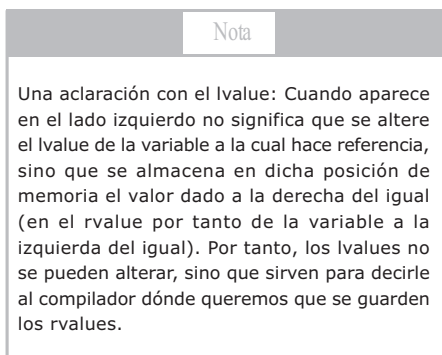 Nota
Una aclaración con el lvalue: Cuando aparece
en el lado izquierdo no significa que se altere
el lvalue de la variable a la cual hace referencia,
sino que se almacena en dicha posición de
memoria el valor dado a la derecha del igual
(en el rvalue por tanto de la variable a la
izquierda del igual). Por tanto, los lvalues no
se pueden alterar, sino que sirven para decirle
al compilador dónde queremos que se guarden
los rvalues.